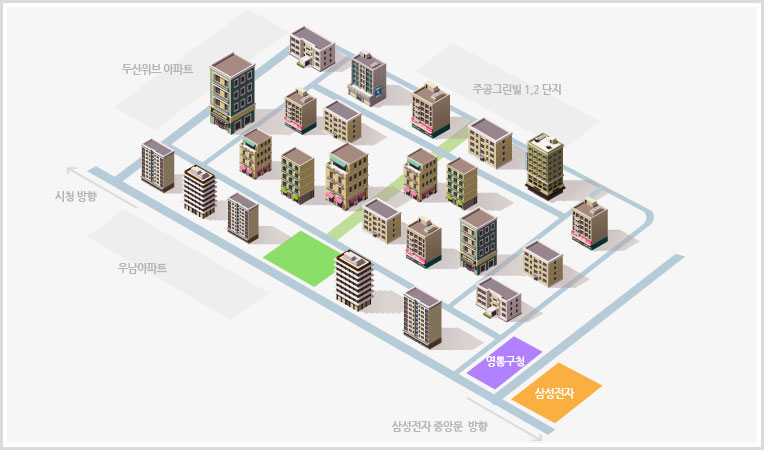 두산위브 아파트
주공그린빌 1,2 단지
시청 방향
우남아파트
영통구청
삼성전자
삼성전자 중앙문 방향